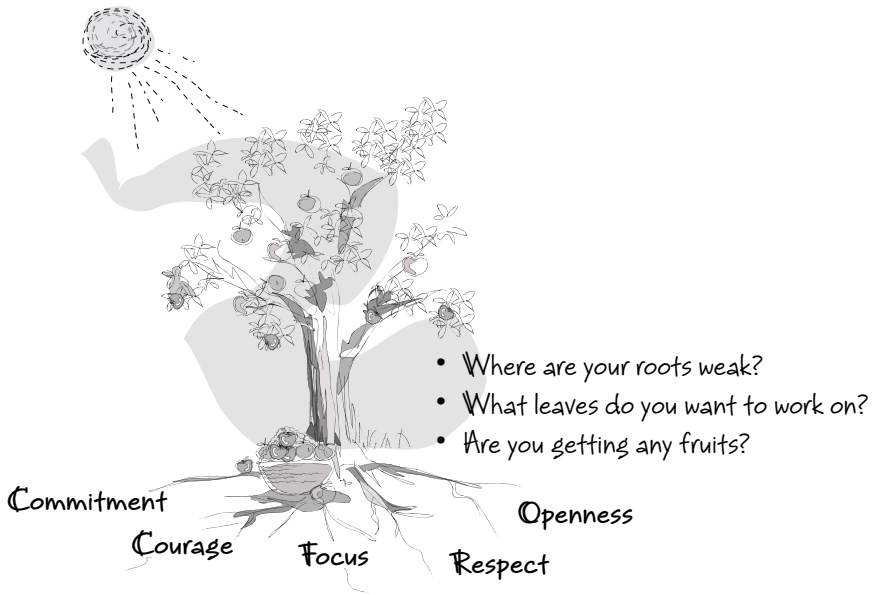 • Where are your roots weak?
• What leaves do you want to work on?
• Are you getting any fruits?
Commitment
Openness
Courage
Focus
Respect